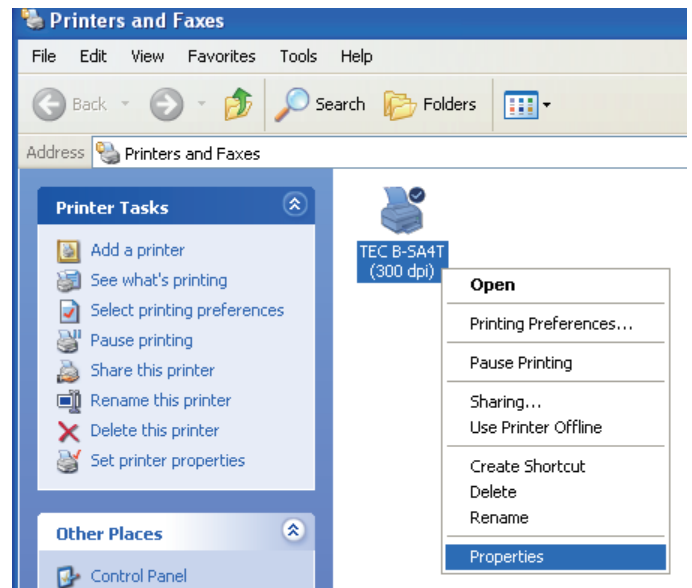 Printers and Faxes
File Edit View Favorites Tools Help
Back Search Folders
Address Printers and Faxes
Printer Tasks
Add a printer
See what's printing
Select printing preferences
Pause printing
Share this printer
Rename this printer
Delete this printer
Set printer properties
Other Places
Control Panel
TEC B-SA4T
(300 dpi)
Open
Printing Preferences...
Pause Printing
Sharing...
Use Printer Offline
Create Shortcut
Delete
Rename
Properties